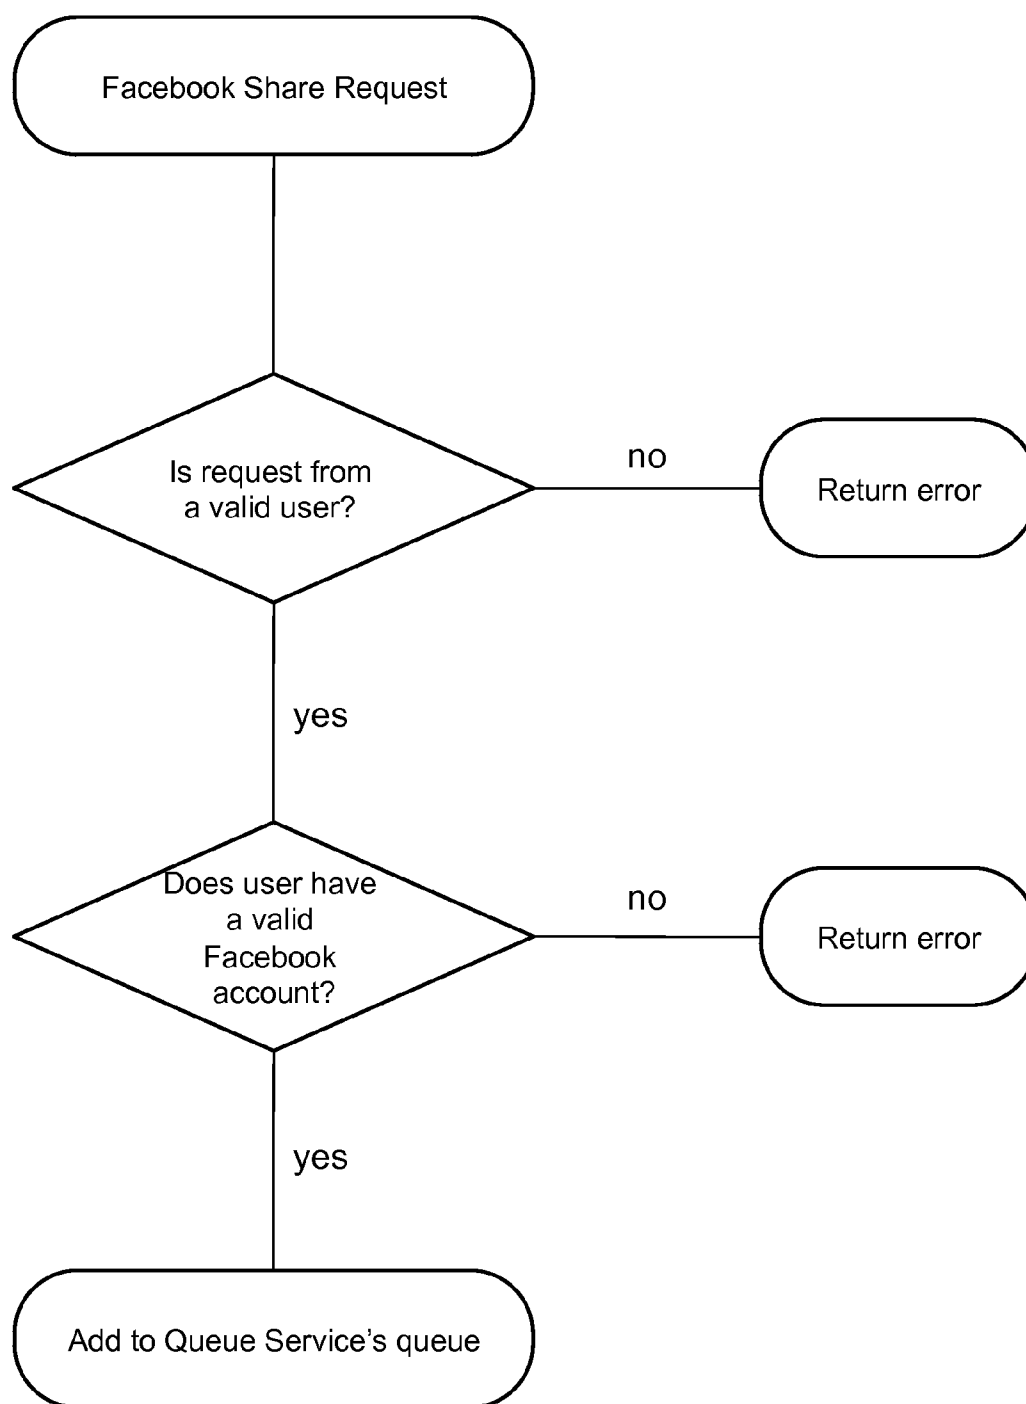 Facebook Share Request
Is request from
a valid user?
no
Return error
yes
Does user have
a valid
Facebook
account?
no
Return error
yes
Add to Queue Service's queue